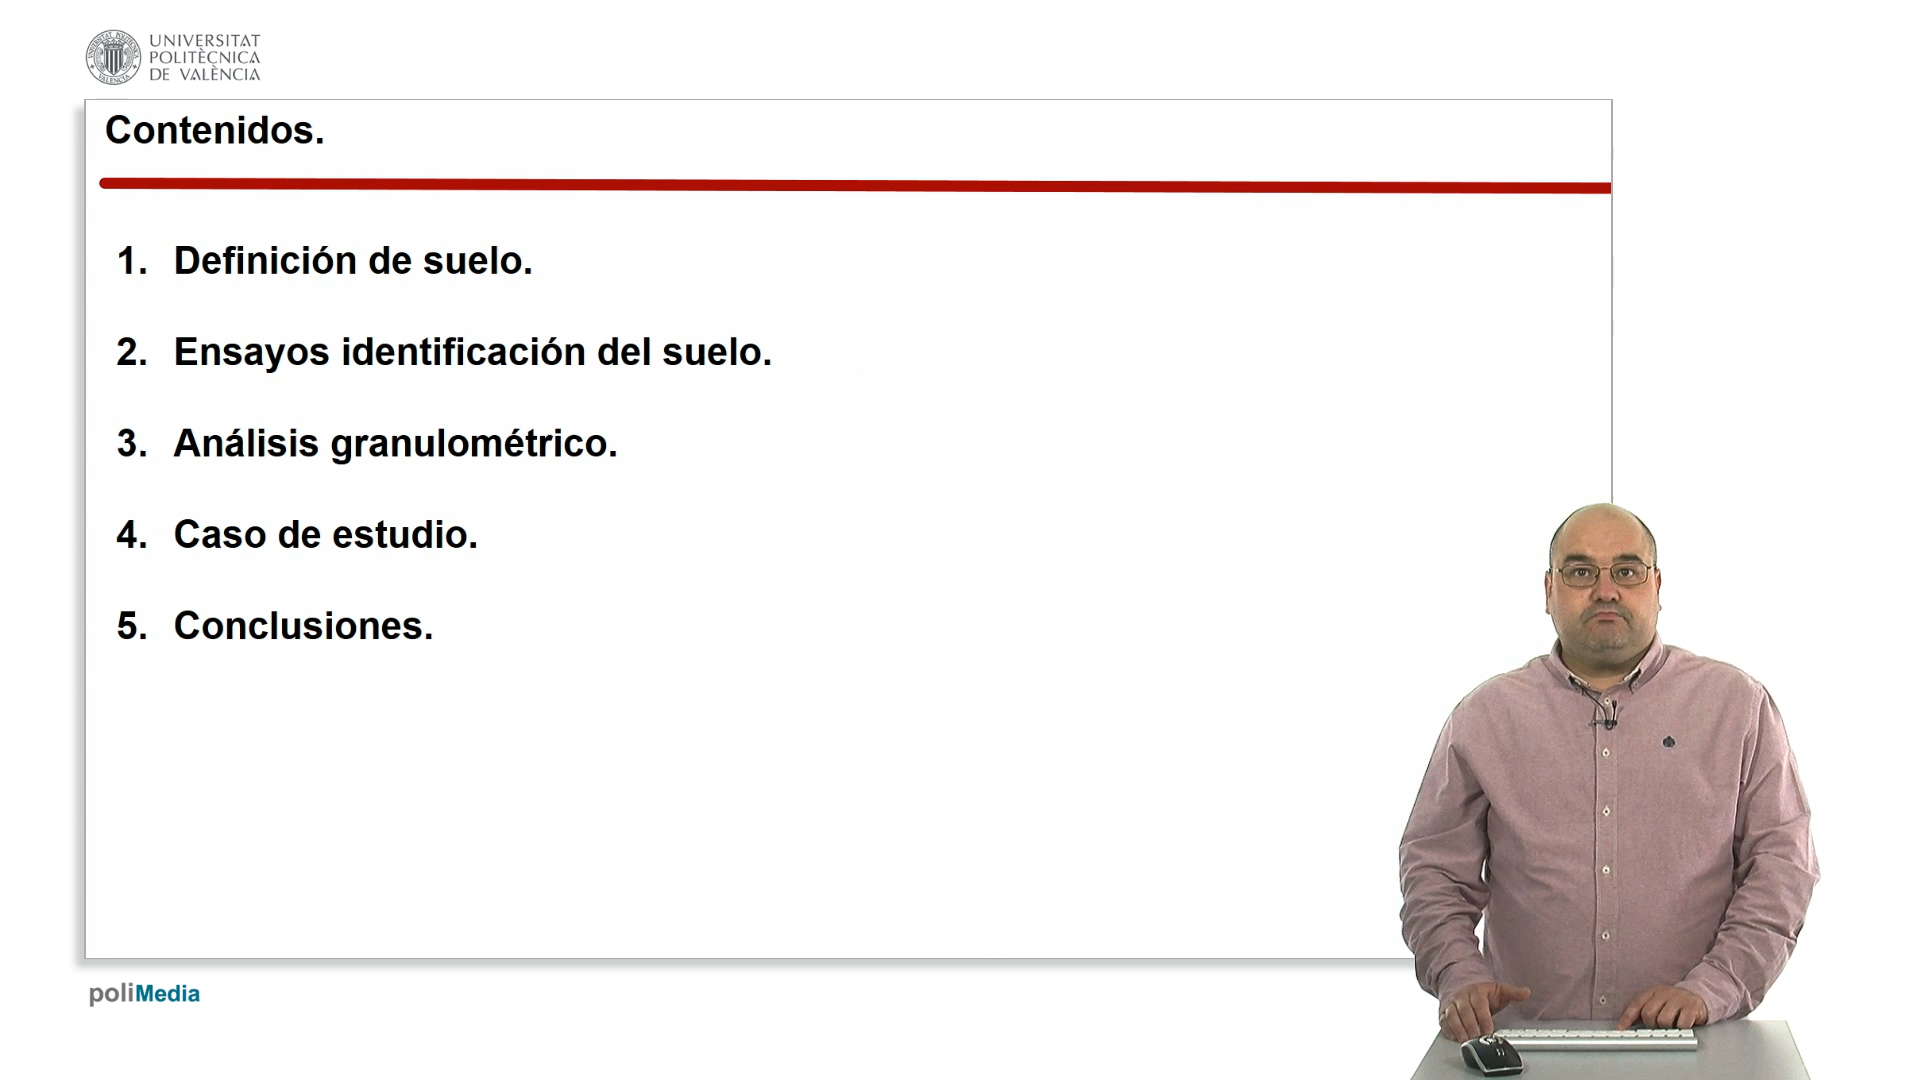 UNIVERSITAT
POLITÈCNICA
DE VALÈNCIA
Contenidos.
1. Definición de suelo.
2. Ensayos identificación del suelo.
3. Análisis granulométrico.
4. Caso de estudio.
5. Conclusiones.
poliMedia